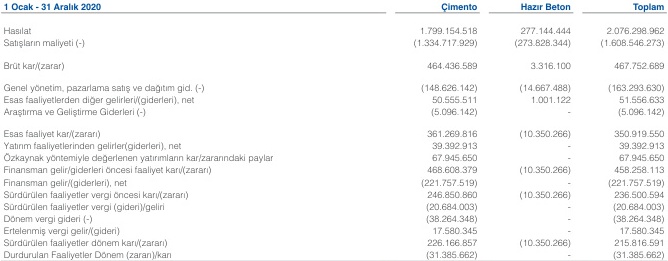 1 Ocak - 31 Aralık 2020 Çimento Hazır Beton Toplam
Hasılat 1.799.154.518 277.144.444 2.076.298.962
Satışların maliyeti (-) (1.334.717.929) (273.828.344) (1.608.546.273)
Brüt kar/(zarar) 464.436.589 3.316.100 467.752.689
Genel yönetim, pazarlama satış ve dağıtım gid. (-) (148.626.142) (14.667.488) (163.293.630)
Esas faaliyetlerden diğer gelirleri/(giderleri), net 50.555.511 1.001.122 51.556.633
Araştırma ve Geliştirme Giderleri (-) (5.096.142) - (5.096.142)
Esas faaliyet kar/(zararı) 361.269.816 (10.350.266) 350.919.550
Yatırım faaliyetlerinden gelirler(giderleri), net 39.392.913 - 39.392.913
Özkaynak yöntemiyle değerlenen yatırımların kar/zararındaki paylar 67.945.650 - 67.945.650
Finansman gelir/giderleri öncesi faaliyet karı/(zararı) 468.608.379 (10.350.266) 458.258.113
Finansman gelir/(giderleri), net (221.757.519) - (221.757.519)
Sürdürülen faaliyetler vergi öncesi karı/(zararı) 246.850.860 (10.350.266) 236.500.594
Sürdürülen faaliyetler vergi (gideri)/geliri (20.684.003) - (20.684.003)
Dönem vergi gideri (-) (38.264.348) - (38.264.348)
Ertelenmiş vergi gelir/(gideri) 17.580.345 - 17.580.345
Sürdürülen faaliyetler dönem karı/(zararı) 226.166.857 (10.350.266) 215.816.591
Durdurulan Faaliyetler Dönem (zararı)/karı (31.385.662) - (31.385.662)